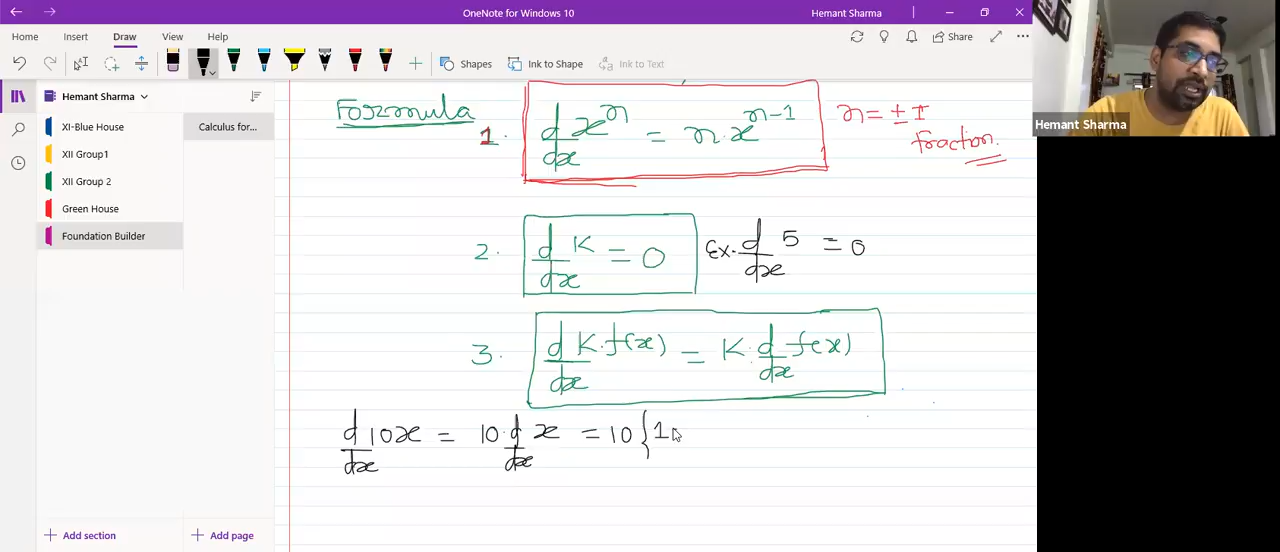 OneNote for Windows 10
Hemant Sharma
Home Insert Draw View Help
Share
Shapes Ink to Shape Ink to Text
Hemant Sharma
XI-Blue House
XII Group1
XII Group 2
Green House
Foundation Builder
Calculus for...
Add section
Add page
Hemant Sharma
Formula
1. d/dx x^n = n·x^(n-1) n = ± I
fraction.
2. d/dx K = 0 Ex. d/dx 5 = 0
3. d/dx K·f(x) = K·d/dx f(x)
d/dx 10x = 10·d/dx x = 10 { 1